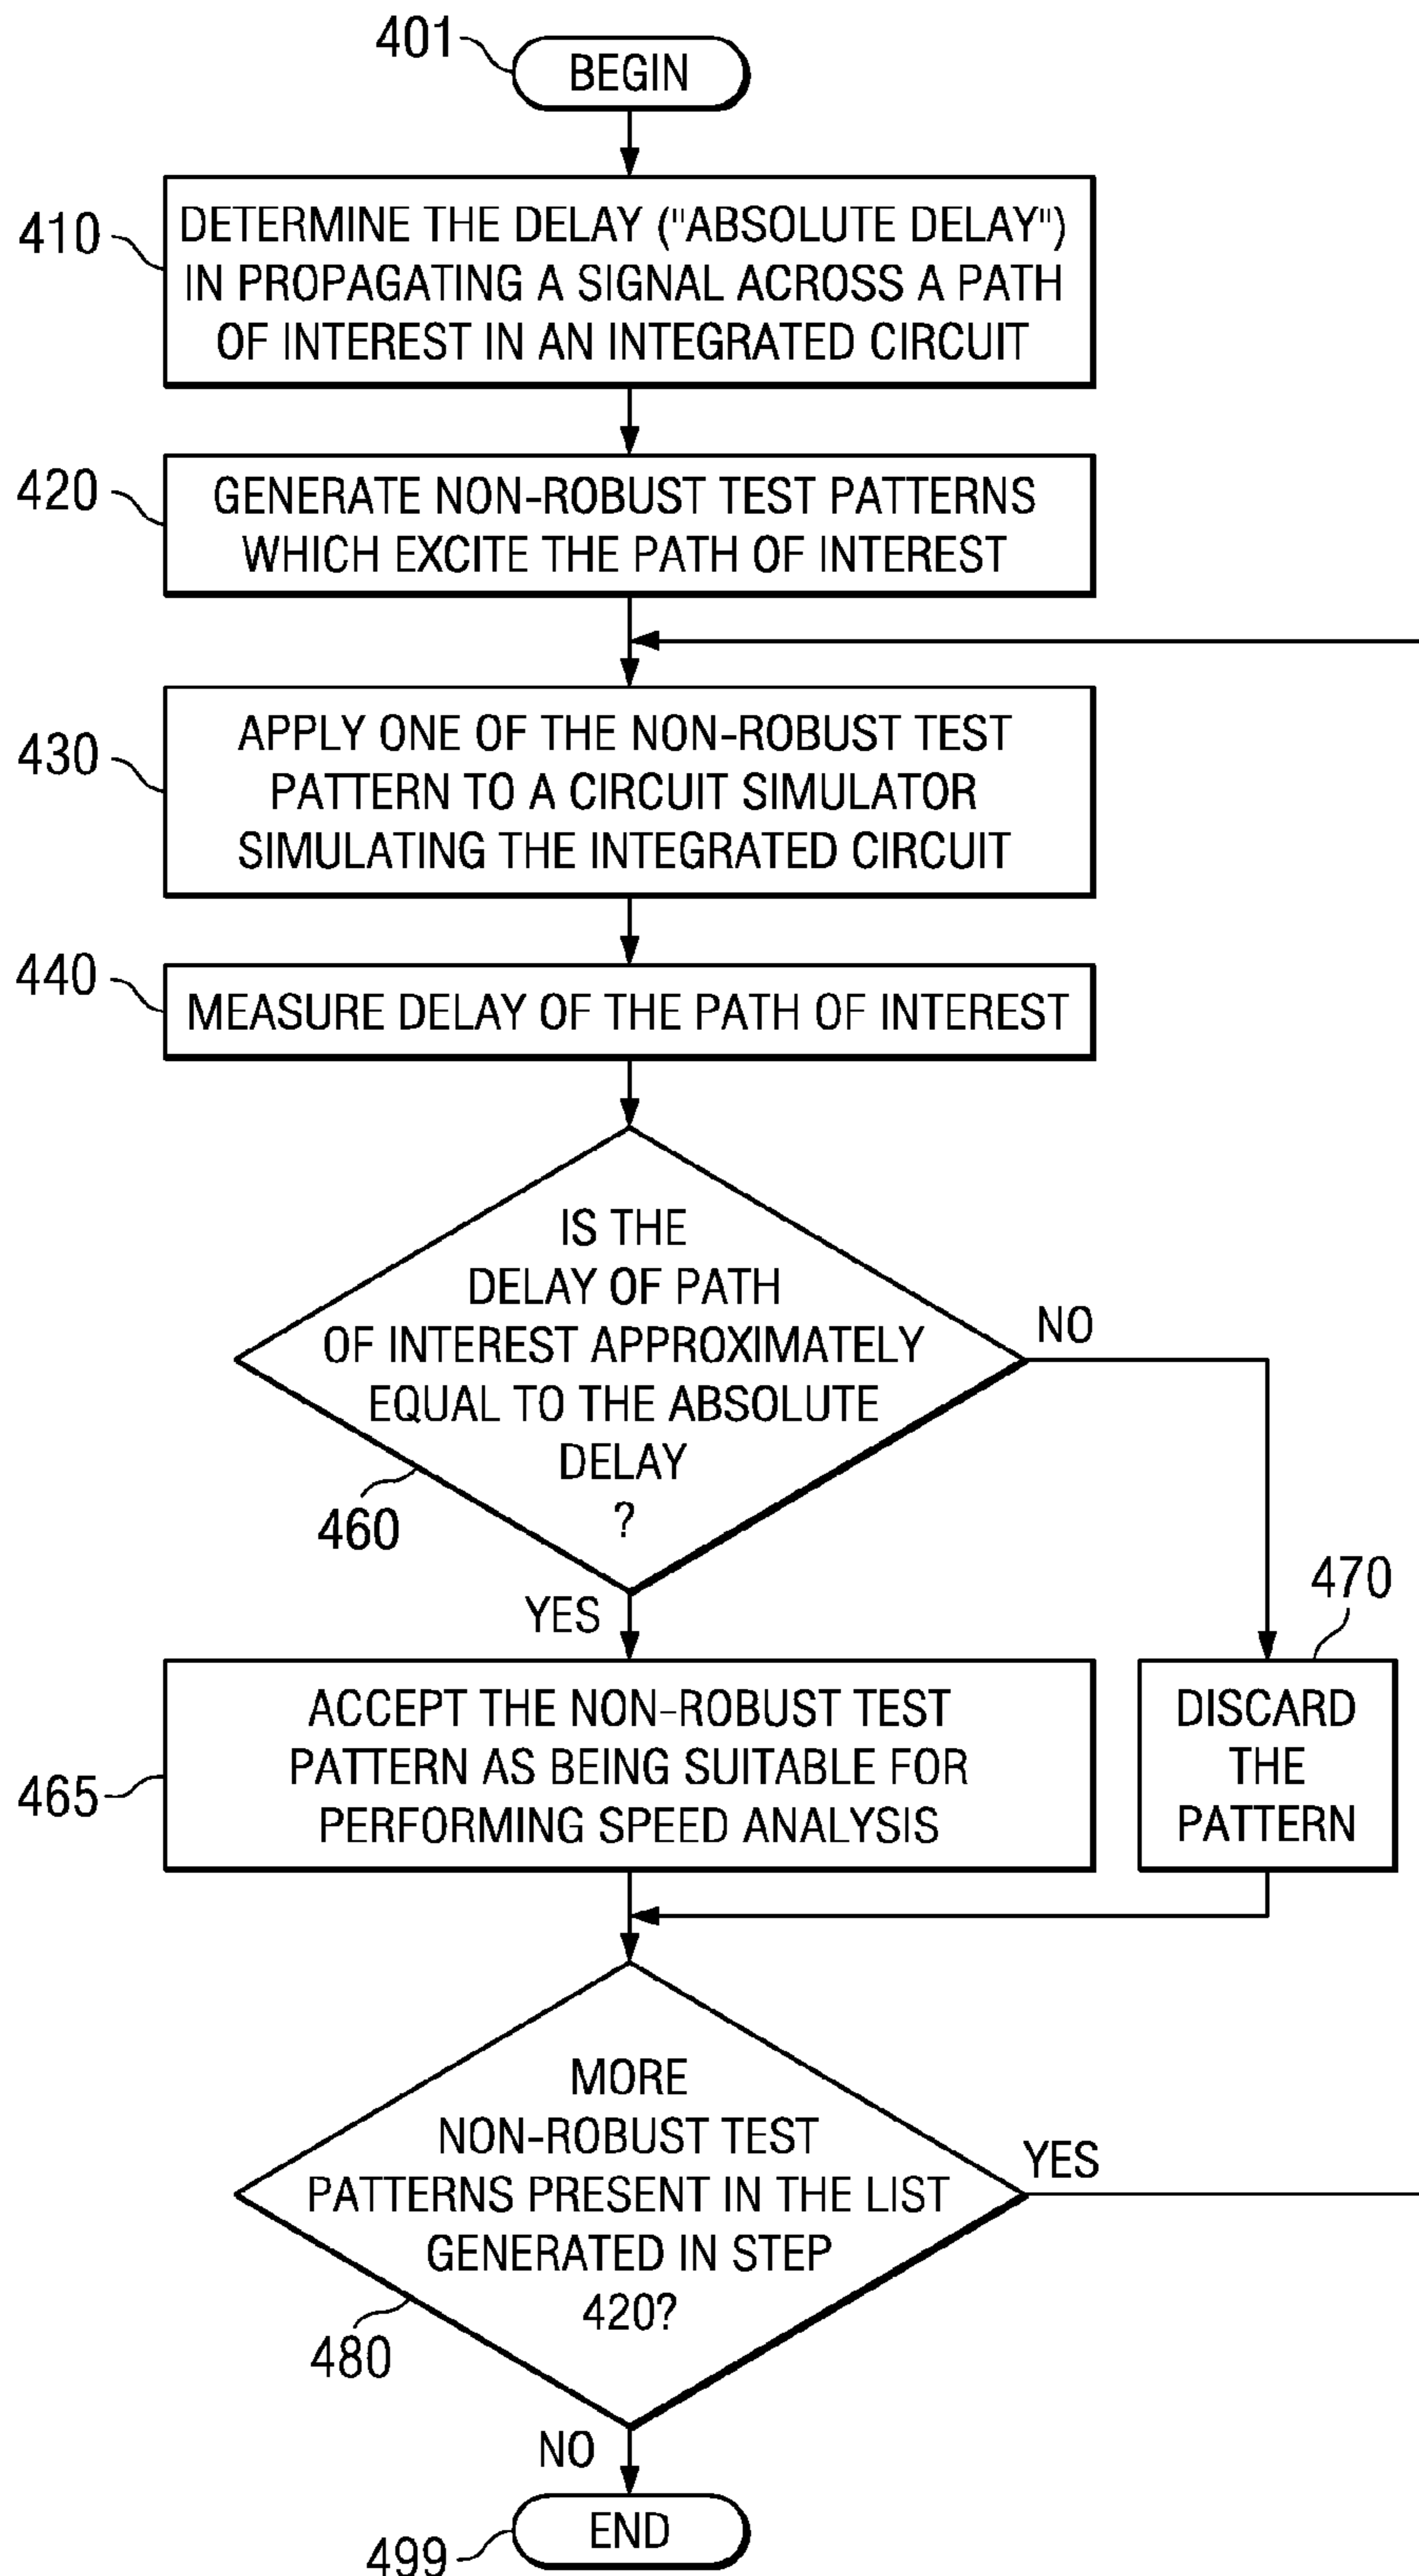 401
BEGIN
410
DETERMINE THE DELAY ("ABSOLUTE DELAY")
IN PROPAGATING A SIGNAL ACROSS A PATH
OF INTEREST IN AN INTEGRATED CIRCUIT
420
GENERATE NON-ROBUST TEST PATTERNS
WHICH EXCITE THE PATH OF INTEREST
430
APPLY ONE OF THE NON-ROBUST TEST
PATTERN TO A CIRCUIT SIMULATOR
SIMULATING THE INTEGRATED CIRCUIT
440
MEASURE DELAY OF THE PATH OF INTEREST
IS THE
DELAY OF PATH
OF INTEREST APPROXIMATELY
EQUAL TO THE ABSOLUTE
DELAY
?
NO
460
YES
470
465
ACCEPT THE NON-ROBUST TEST
PATTERN AS BEING SUITABLE FOR
PERFORMING SPEED ANALYSIS
DISCARD
THE
PATTERN
MORE
NON-ROBUST TEST
PATTERNS PRESENT IN THE LIST
GENERATED IN STEP
420?
YES
480
NO
END
499